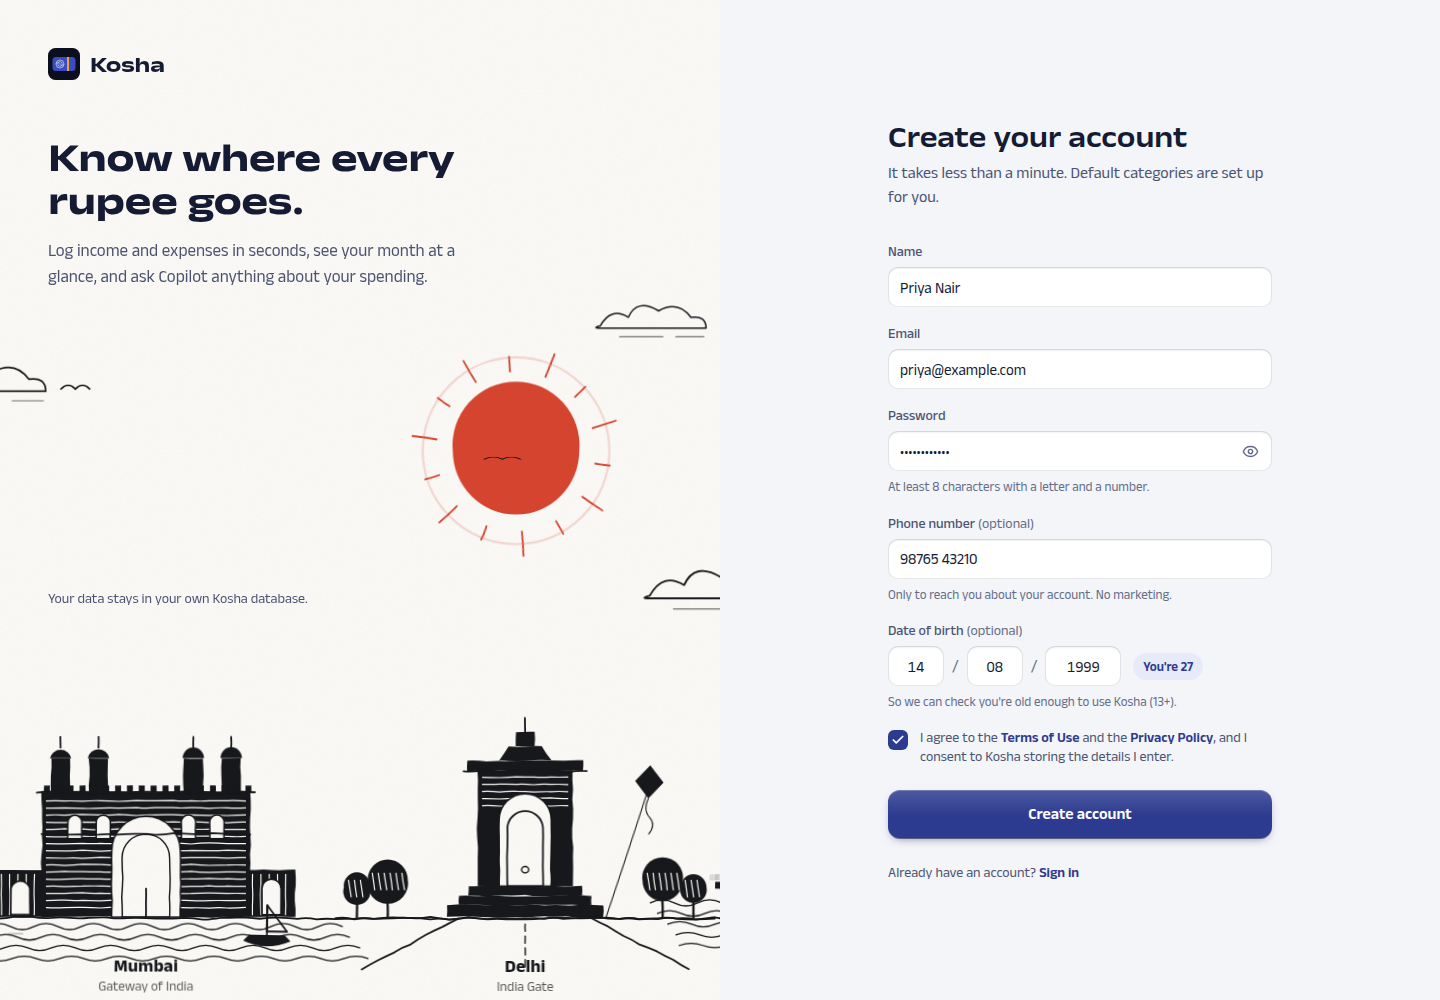 Kosha
Know where every
rupee goes.
Log income and expenses in seconds, see your month at a
glance, and ask Copilot anything about your spending.
Your data stays in your own Kosha database.
Mumbai
Gateway of India
Delhi
India Gate
Create your account
It takes less than a minute. Default categories are set up
for you.
Name
Priya Nair
Email
priya@example.com
Password
••••••••••••
At least 8 characters with a letter and a number.
Phone number (optional)
98765 43210
Only to reach you about your account. No marketing.
Date of birth (optional)
14 / 08 / 1999 You're 27
So we can check you're old enough to use Kosha (13+).
I agree to the Terms of Use and the Privacy Policy, and I
consent to Kosha storing the details I enter.
Create account
Already have an account? Sign in